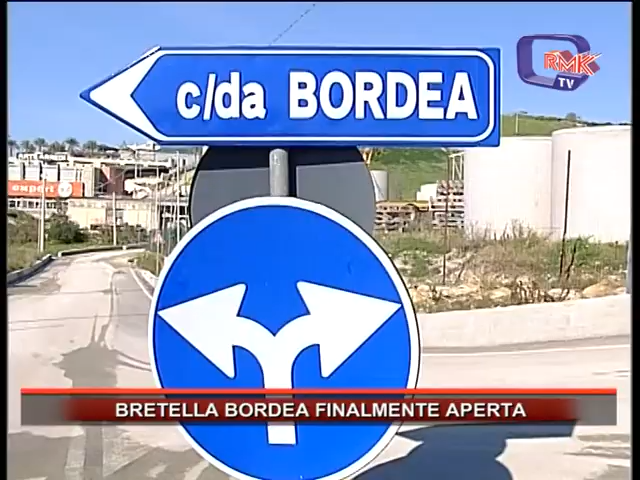 c/da BORDEA
RMK
TV
expert
BRETELLA BORDEA FINALMENTE APERTA